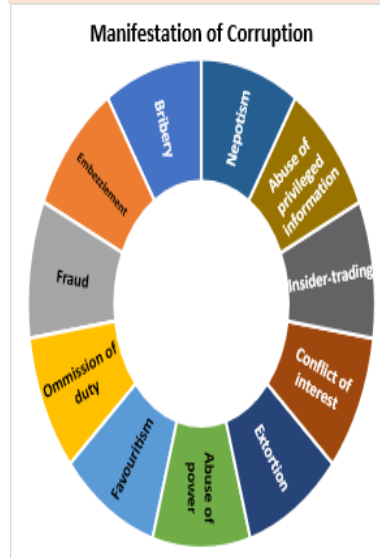 Manifestation of Corruption
Nepotism
Abuse of
privileged
information
Insider-trading
Conflict of
interest
Extortion
Abuse of
power
Favouritism
Ommission of
duty
Fraud
Embezzlement
Bribery